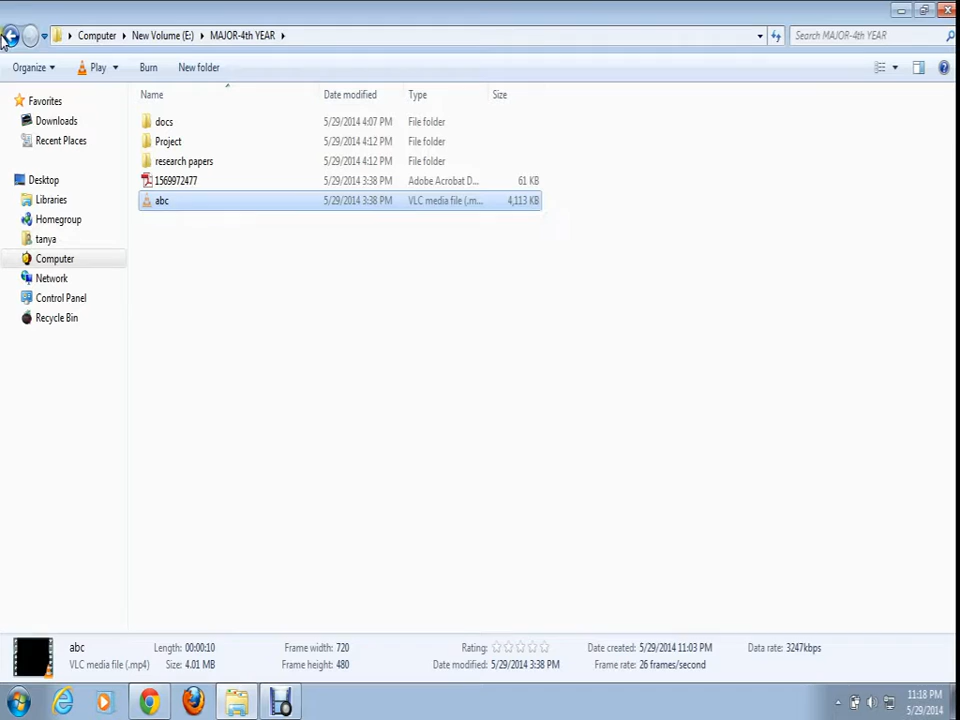 Computer New Volume (E:) MAJOR-4th YEAR Search MAJOR-4th YEAR
Organize Play Burn New folder
Name Date modified Type Size
Favorites
Downloads
Recent Places
Desktop
Libraries
Homegroup
tanya
Computer
Network
Control Panel
Recycle Bin
docs 5/29/2014 4:07 PM File folder
Project 5/29/2014 4:12 PM File folder
research papers 5/29/2014 4:12 PM File folder
1569972477 5/29/2014 3:38 PM Adobe Acrobat D... 61 KB
abc 5/29/2014 3:38 PM VLC media file (.m... 4,113 KB
abc Length: 00:00:10 Frame width: 720 Rating: Date created: 5/29/2014 11:03 PM Data rate: 3247kbps
VLC media file (.mp4) Size: 4.01 MB Frame height: 480 Date modified: 5/29/2014 3:38 PM Frame rate: 26 frames/second
11:18 PM
5/29/2014